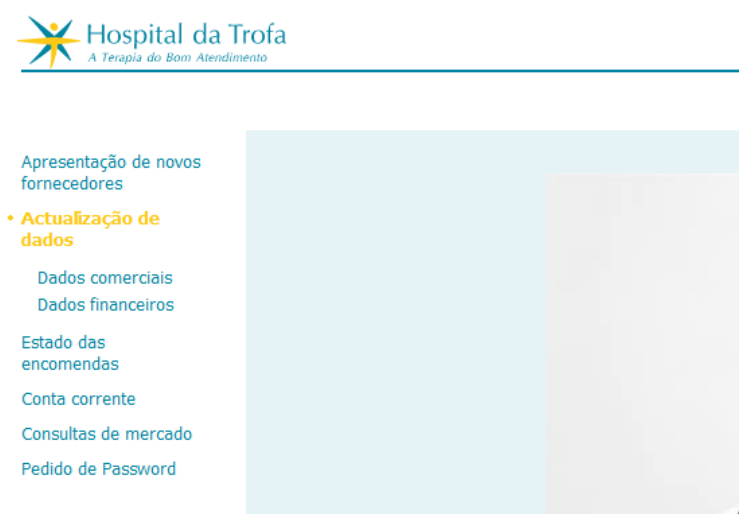 Hospital da Trofa
A Terapia do Bom Atendimento
Apresentação de novos
fornecedores
Actualização de
dados
Dados comerciais
Dados financeiros
Estado das
encomendas
Conta corrente
Consultas de mercado
Pedido de Password